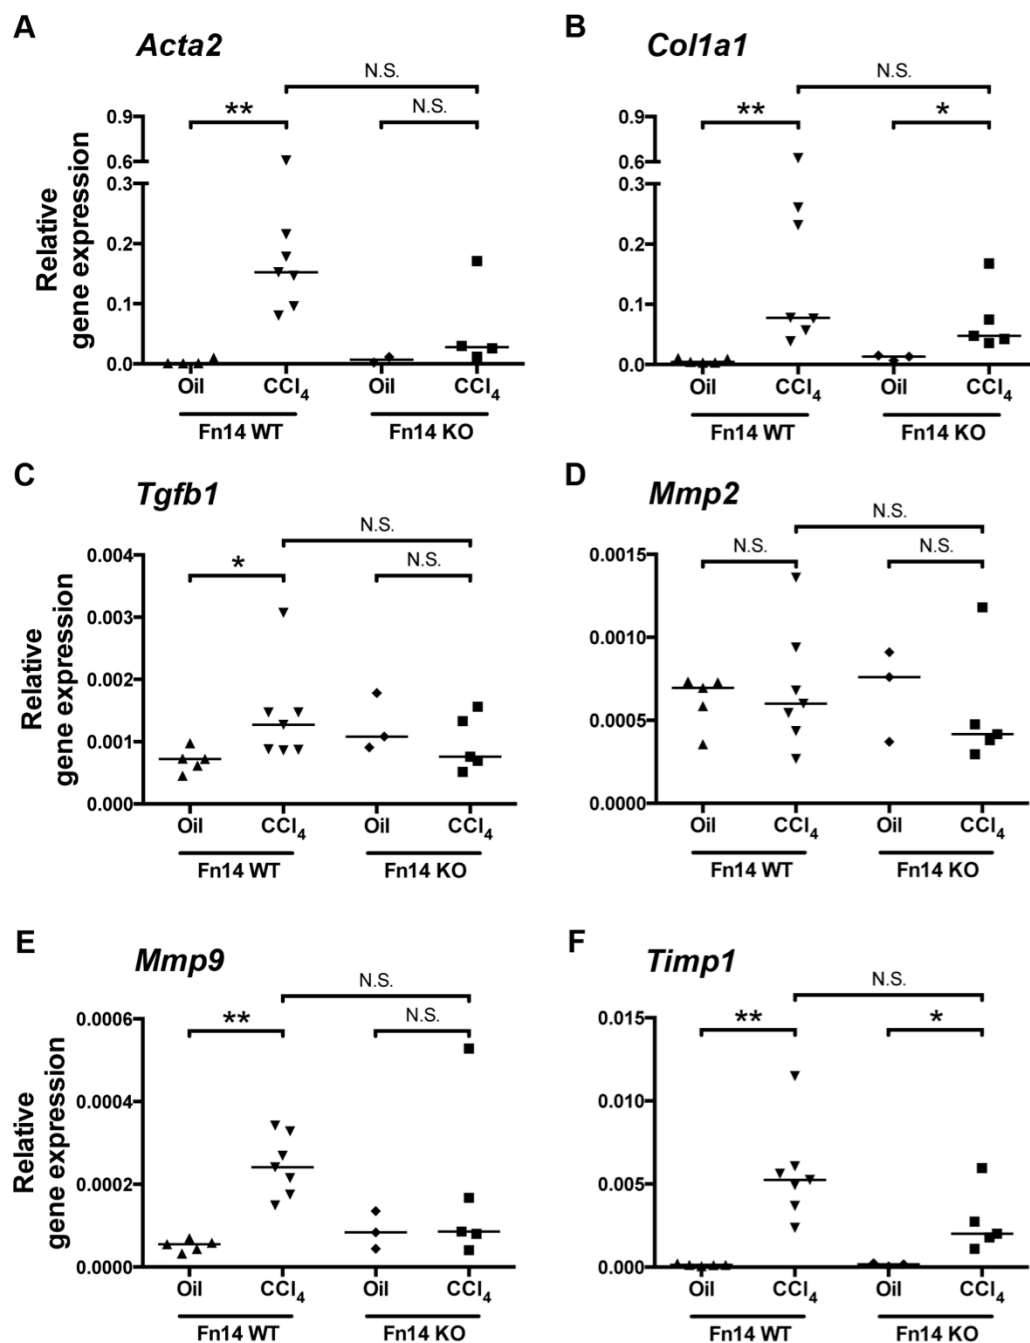 A
Acta2
N.S.
**
N.S.
Relative
gene expression
0.9
0.6
0.3
0.2
0.1
0.0
Oil
CCl4
Oil
CCl4
Fn14 WT
Fn14 KO
B
Col1a1
N.S.
**
*
0.9
0.6
0.3
0.2
0.1
0.0
Oil
CCl4
Oil
CCl4
Fn14 WT
Fn14 KO
C
Tgfb1
N.S.
*
N.S.
Relative
gene expression
0.004
0.003
0.002
0.001
0.000
Oil
CCl4
Oil
CCl4
Fn14 WT
Fn14 KO
D
Mmp2
N.S.
N.S.
N.S.
0.0015
0.0010
0.0005
0.0000
Oil
CCl4
Oil
CCl4
Fn14 WT
Fn14 KO
E
Mmp9
N.S.
**
N.S.
Relative
gene expression
0.0006
0.0004
0.0002
0.0000
Oil
CCl4
Oil
CCl4
Fn14 WT
Fn14 KO
F
Timp1
N.S.
**
*
0.015
0.010
0.005
0.000
Oil
CCl4
Oil
CCl4
Fn14 WT
Fn14 KO